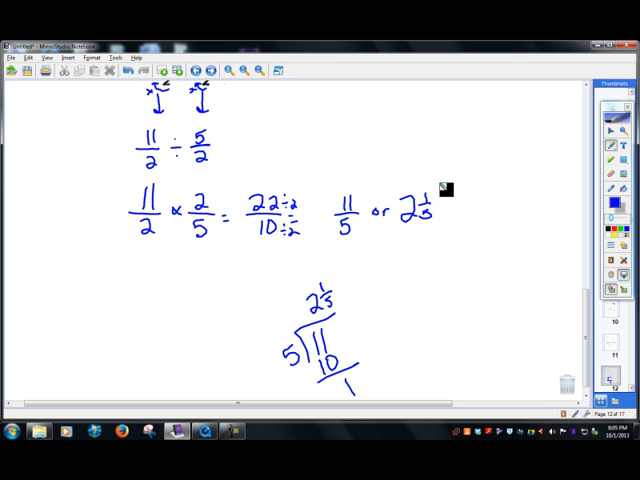 Untitled* - MimioStudio Notebook
File Edit View Insert Format Tools Help
Thumbnails
11/2 ÷ 5/2
11/2 × 2/5 = 22÷2/10÷2 = 11/5 or 2 1/5
2 1/5
5 11
10
1
10
11
12
Page 12 of 17
8:05 PM
10/1/2013